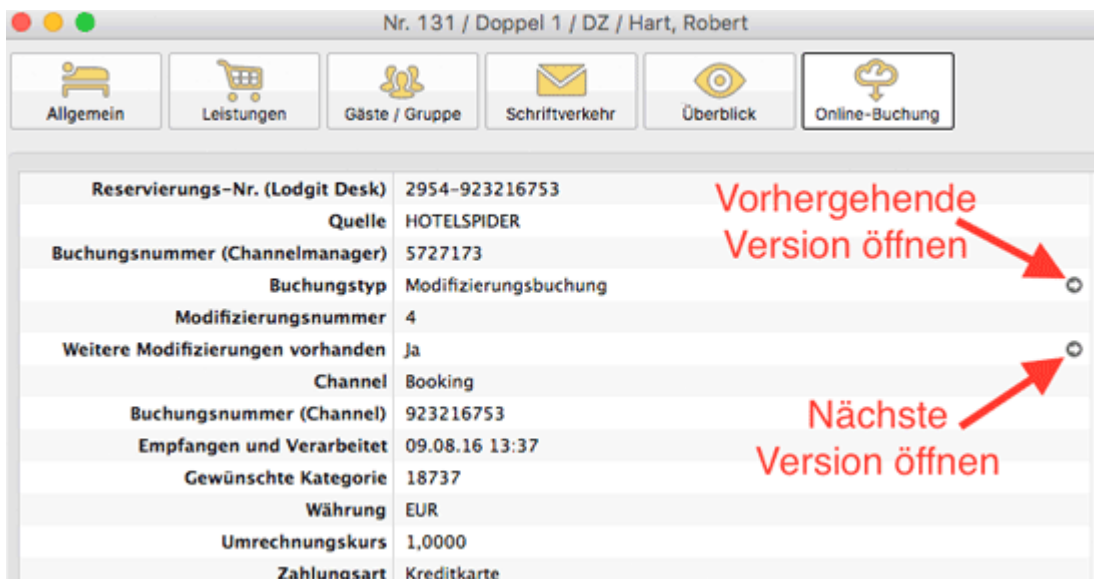 Nr. 131 / Doppel 1 / DZ / Hart, Robert
Allgemein Leistungen Gäste / Gruppe Schriftverkehr Überblick Online-Buchung
Reservierungs-Nr. (Lodgit Desk) 2954-923216753
Quelle HOTELSPIDER
Buchungsnummer (Channelmanager) 5727173
Buchungstyp Modifizierungsbuchung
Modifizierungsnummer 4
Weitere Modifizierungen vorhanden Ja
Channel Booking
Buchungsnummer (Channel) 923216753
Empfangen und Verarbeitet 09.08.16 13:37
Gewünschte Kategorie 18737
Währung EUR
Umrechnungskurs 1,0000
Zahlungsart Kreditkarte
Vorhergehende
Version öffnen
Nächste
Version öffnen